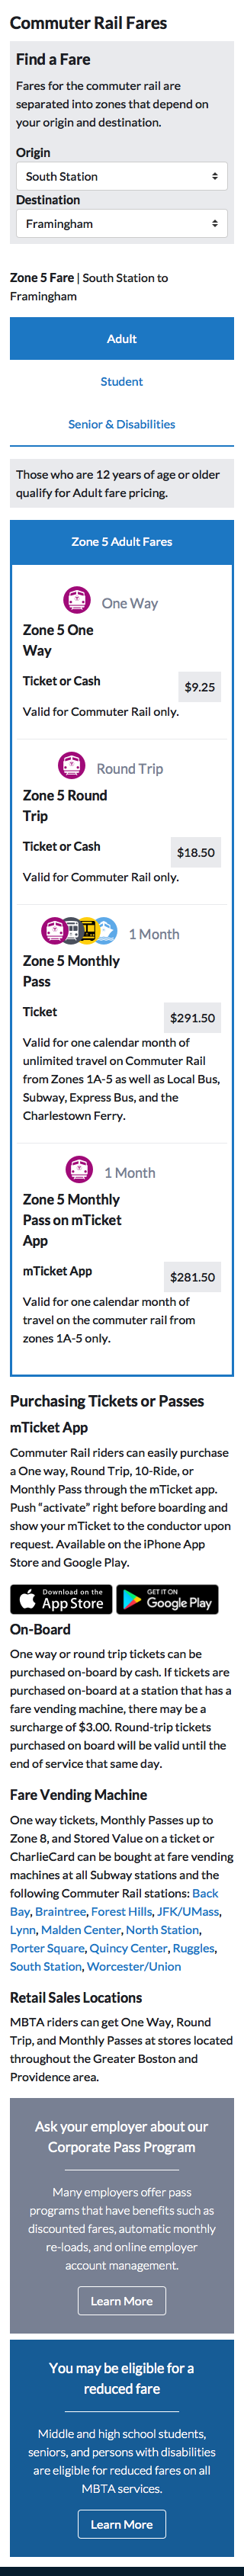 Commuter Rail Fares
Find a Fare
Fares for the commuter rail are
separated into zones that depend on
your origin and destination.
Origin
South Station
Destination
Framingham
Zone 5 Fare | South Station to
Framingham
Adult
Student
Senior & Disabilities
Those who are 12 years of age or older
qualify for Adult fare pricing.
Zone 5 Adult Fares
One Way
Zone 5 One
Way
Ticket or Cash
$9.25
Valid for Commuter Rail only.
Round Trip
Zone 5 Round
Trip
Ticket or Cash
$18.50
Valid for Commuter Rail only.
1 Month
Zone 5 Monthly
Pass
Ticket
$291.50
Valid for one calendar month of
unlimited travel on Commuter Rail
from Zones 1A-5 as well as Local Bus,
Subway, Express Bus, and the
Charlestown Ferry.
1 Month
Zone 5 Monthly
Pass on mTicket
App
mTicket App
$281.50
Valid for one calendar month of
travel on the commuter rail from
zones 1A-5 only.
Purchasing Tickets or Passes
mTicket App
Commuter Rail riders can easily purchase
a One way, Round Trip, 10-Ride, or
Monthly Pass through the mTicket app.
Push “activate” right before boarding and
show your mTicket to the conductor upon
request. Available on the iPhone App
Store and Google Play.
Download on the
App Store
GET IT ON
Google Play
On-Board
One way or round trip tickets can be
purchased on-board by cash. If tickets are
purchased on-board at a station that has a
fare vending machine, there may be a
surcharge of $3.00. Round-trip tickets
purchased on board will be valid until the
end of service that same day.
Fare Vending Machine
One way tickets, Monthly Passes up to
Zone 8, and Stored Value on a ticket or
CharlieCard can be bought at fare vending
machines at all Subway stations and the
following Commuter Rail stations: Back
Bay, Braintree, Forest Hills, JFK/UMass,
Lynn, Malden Center, North Station,
Porter Square, Quincy Center, Ruggles,
South Station, Worcester/Union
Retail Sales Locations
MBTA riders can get One Way, Round
Trip, and Monthly Passes at stores located
throughout the Greater Boston and
Providence area.
Ask your employer about our
Corporate Pass Program
Many employers offer pass
programs that have benefits such as
discounted fares, automatic monthly
re-loads, and online employer
account management.
Learn More
You may be eligible for a
reduced fare
Middle and high school students,
seniors, and persons with disabilities
are eligible for reduced fares on all
MBTA services.
Learn More